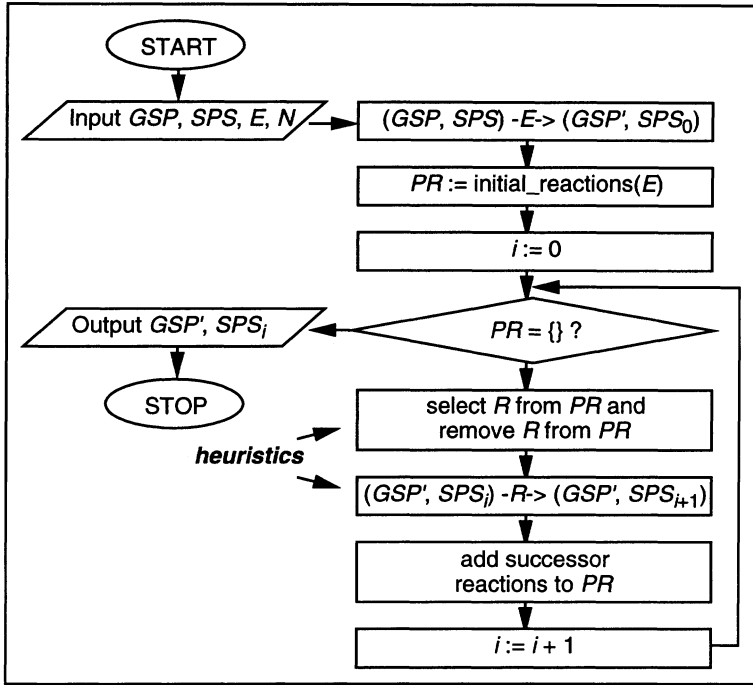 START
Input GSP, SPS, E, N
(GSP, SPS) -E-> (GSP', SPS₀)
PR := initial_reactions(E)
i := 0
PR = {} ?
Output GSP', SPSᵢ
STOP
select R from PR and
remove R from PR
heuristics
(GSP', SPSᵢ) -R-> (GSP', SPSᵢ₊₁)
add successor
reactions to PR
i := i + 1